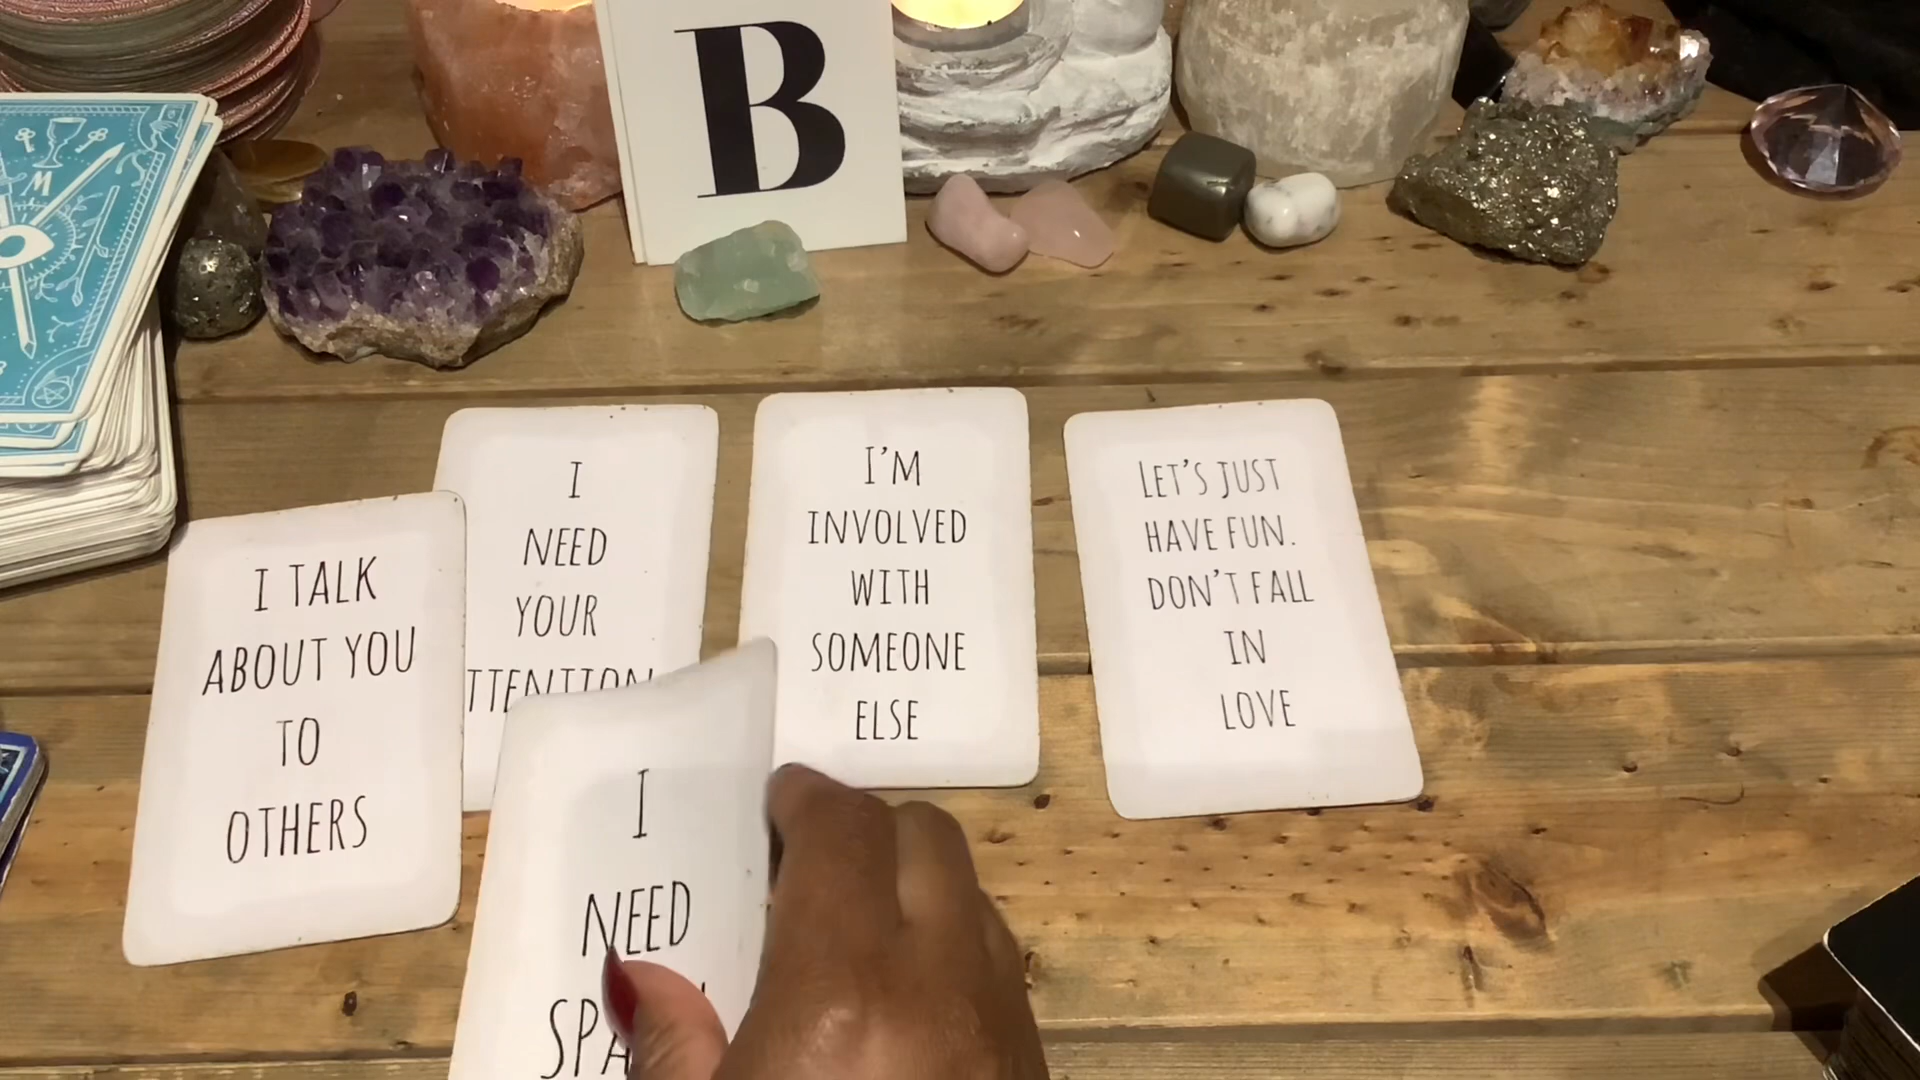 B
I TALK
ABOUT YOU
TO
OTHERS
I
NEED
YOUR
TTENTION
I'M
INVOLVED
WITH
SOMEONE
ELSE
LET'S JUST
HAVE FUN.
DON'T FALL
IN
LOVE
I
NEED